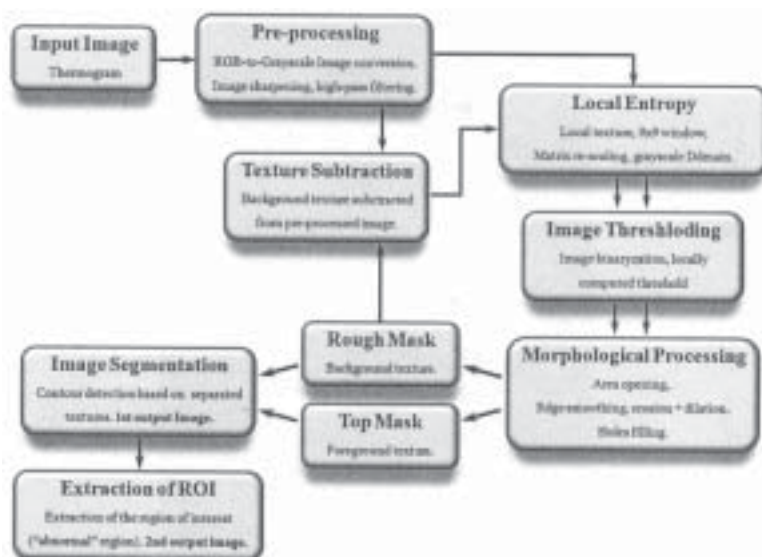 Input Image
Thermogram
Pre-processing
RGB-to-Grayscale Image conversion,
Image sharpening, high-pass filtering.
Local Entropy
Local texture, 9x9 window,
Matrix re-scaling, grayscale Domain.
Texture Subtraction
Background texture subtracted
from pre-processed image.
Image Threshloding
Image binaryzation, locally
computed threshold
Rough Mask
Background texture.
Morphological Processing
Area opening,
Edge smoothing, erosion + dilation.
Holes filling.
Image Segmentation
Contour detection based on separated
textures. 1st output Image.
Top Mask
Foreground texture.
Extraction of ROI
Extraction of the region of interest
("abnormal" region). 2nd output Image.